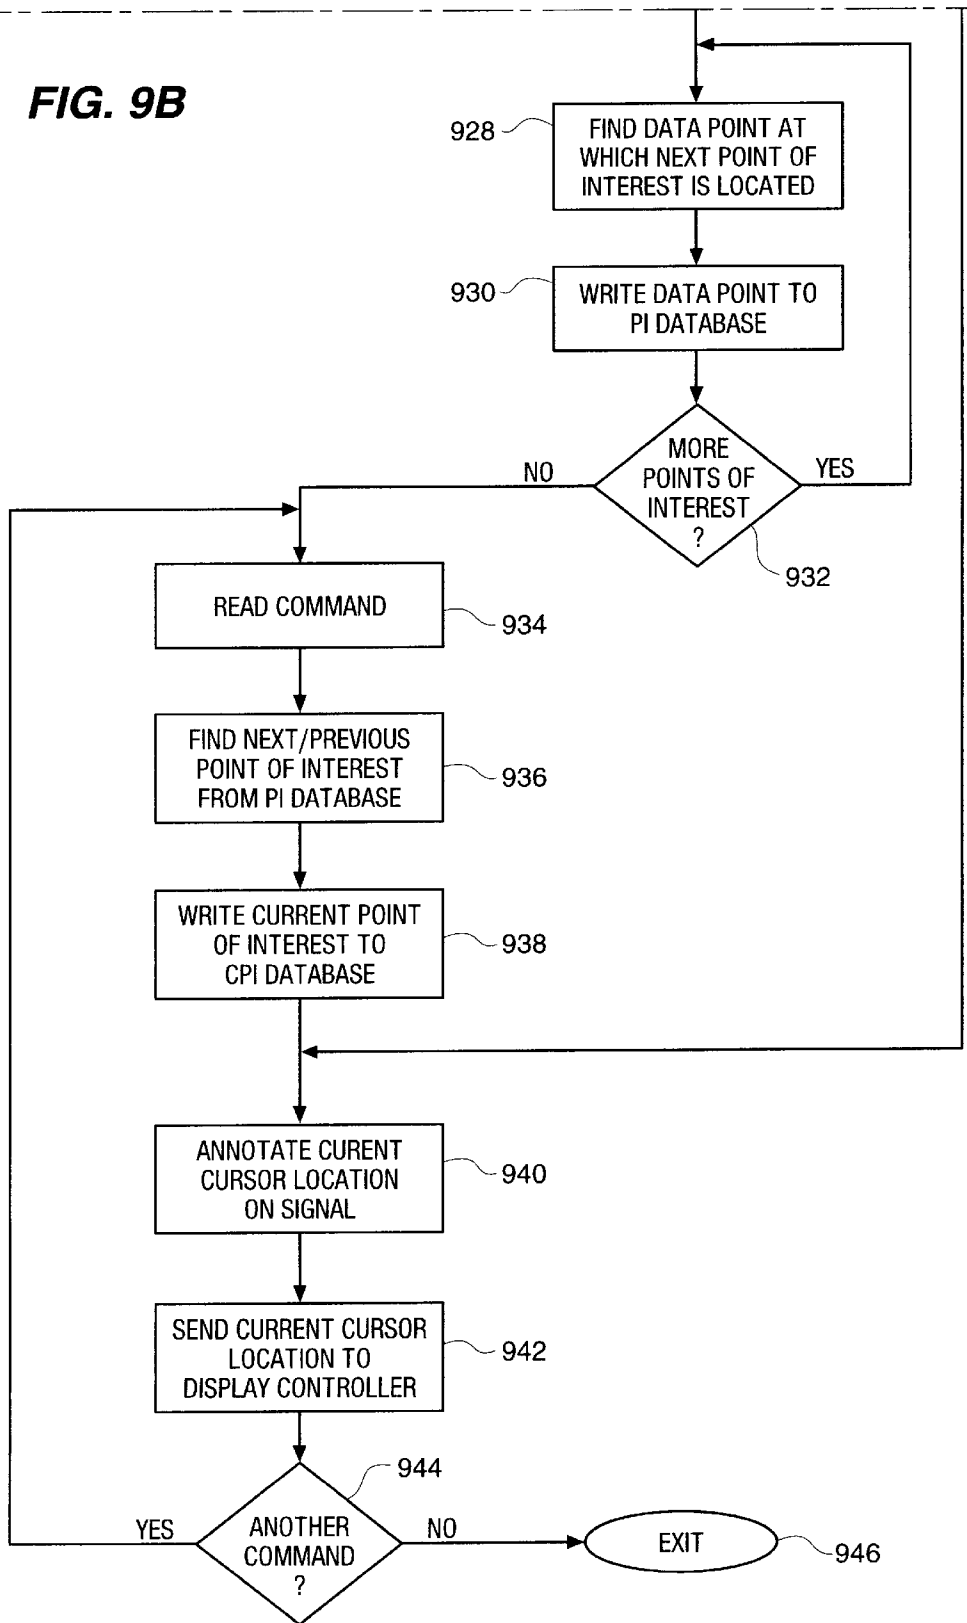 FIG. 9B
928
FIND DATA POINT AT
WHICH NEXT POINT OF
INTEREST IS LOCATED
930
WRITE DATA POINT TO
PI DATABASE
MORE
POINTS OF
INTEREST
?
NO
YES
932
READ COMMAND
934
FIND NEXT/PREVIOUS
POINT OF INTEREST
FROM PI DATABASE
936
WRITE CURRENT POINT
OF INTEREST TO
CPI DATABASE
938
ANNOTATE CURENT
CURSOR LOCATION
ON SIGNAL
940
SEND CURRENT CURSOR
LOCATION TO
DISPLAY CONTROLLER
942
944
YES
ANOTHER
COMMAND
?
NO
EXIT
946